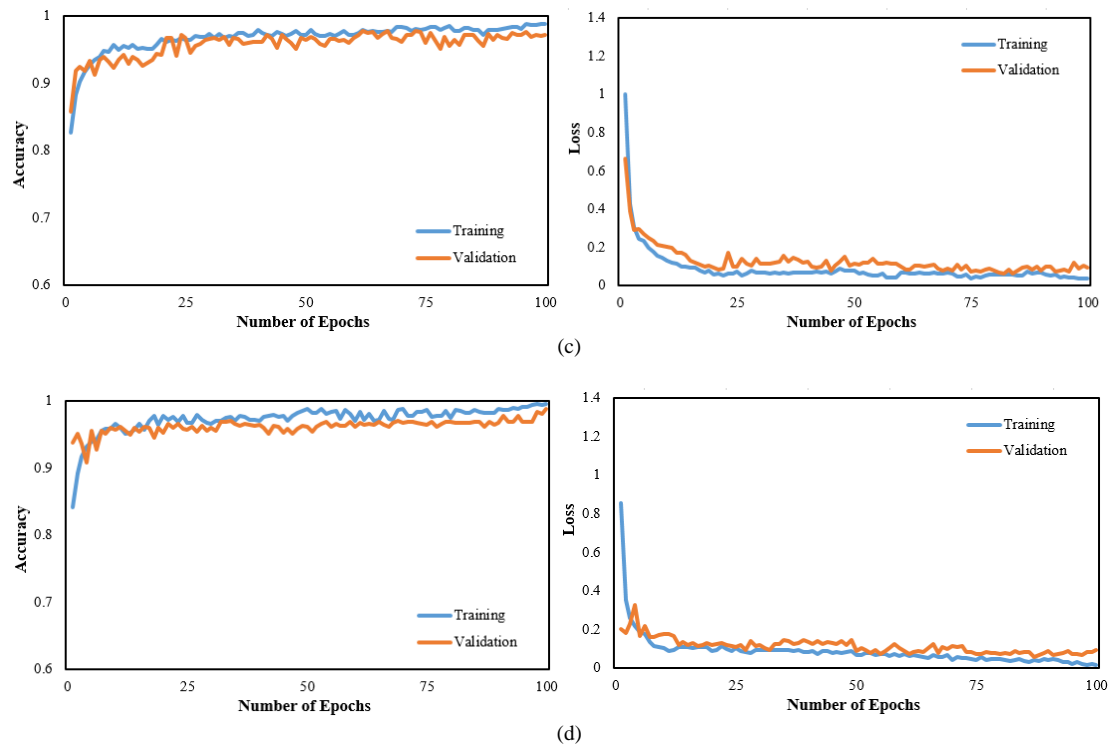 1
0.9
0.8
0.7
0.6
Accuracy
Training
Validation
0
25
50
75
100
Number of Epochs
1.4
1.2
1
0.8
0.6
0.4
0.2
0
Loss
Training
Validation
0
25
50
75
100
Number of Epochs
(c)
1
0.9
0.8
0.7
0.6
Accuracy
Training
Validation
0
25
50
75
100
Number of Epochs
1.4
1.2
1
0.8
0.6
0.4
0.2
0
Loss
Training
Validation
0
25
50
75
100
Number of Epochs
(d)